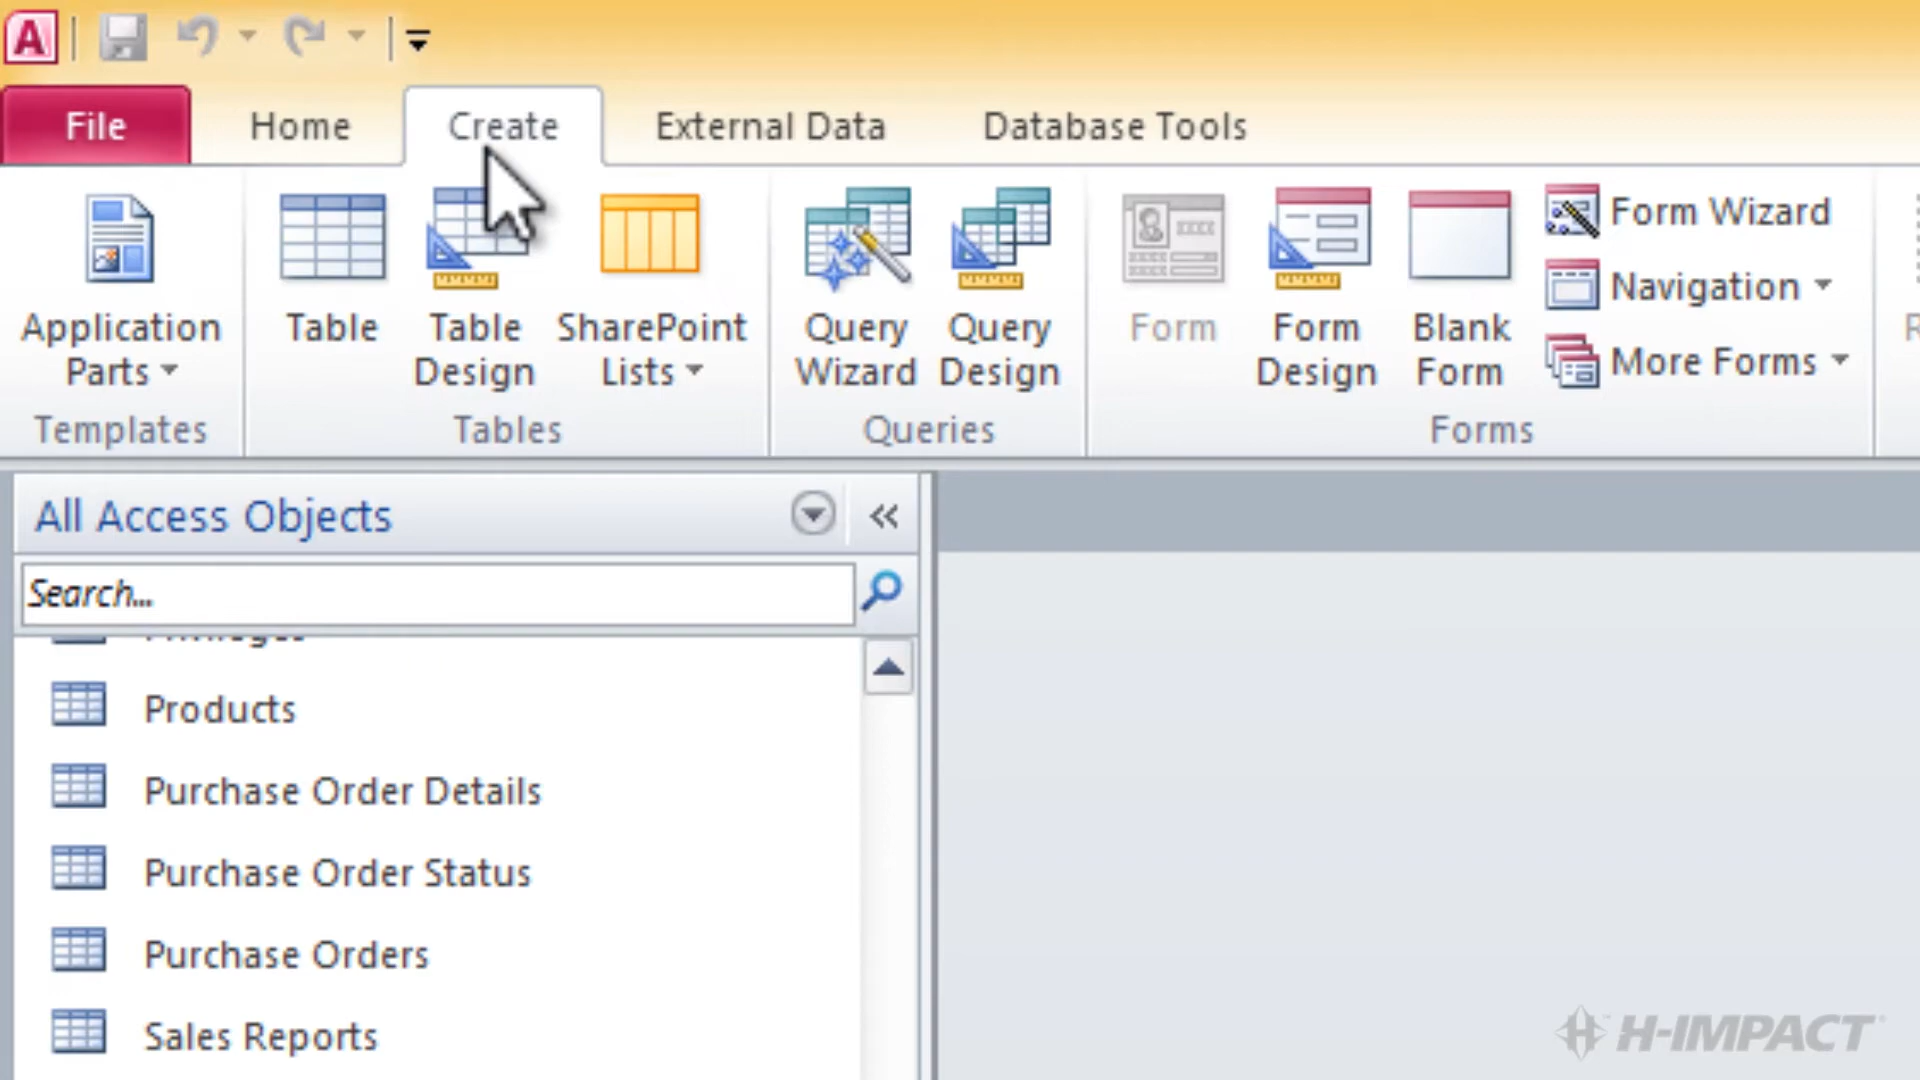 A
File Home Create External Data Database Tools
Application Parts
Table
Table Design
SharePoint Lists
Query Wizard
Query Design
Form
Form Design
Blank Form
Form Wizard
Navigation
More Forms
Templates Tables Queries Forms
All Access Objects
Search...
Privileges
Products
Purchase Order Details
Purchase Order Status
Purchase Orders
Sales Reports
H-IMPACT